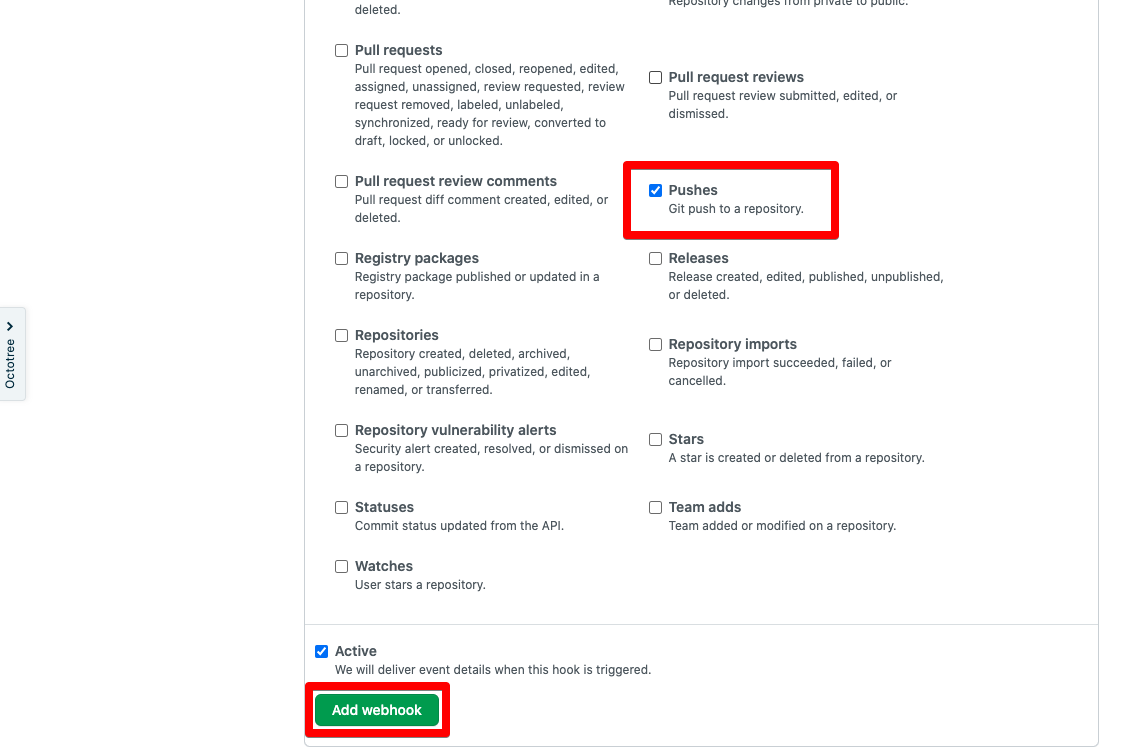 deleted.
Repository changes from private to public.
Pull requests
Pull request opened, closed, reopened, edited,
assigned, unassigned, review requested, review
request removed, labeled, unlabeled,
synchronized, ready for review, converted to
draft, locked, or unlocked.
Pull request reviews
Pull request review submitted, edited, or
dismissed.
Pull request review comments
Pull request diff comment created, edited, or
deleted.
Pushes
Git push to a repository.
Registry packages
Registry package published or updated in a
repository.
Releases
Release created, edited, published, unpublished,
or deleted.
Repositories
Repository created, deleted, archived,
unarchived, publicized, privatized, edited,
renamed, or transferred.
Repository imports
Repository import succeeded, failed, or
cancelled.
Repository vulnerability alerts
Security alert created, resolved, or dismissed on
a repository.
Stars
A star is created or deleted from a repository.
Statuses
Commit status updated from the API.
Team adds
Team added or modified on a repository.
Watches
User stars a repository.
Active
We will deliver event details when this hook is triggered.
Add webhook
Octotree